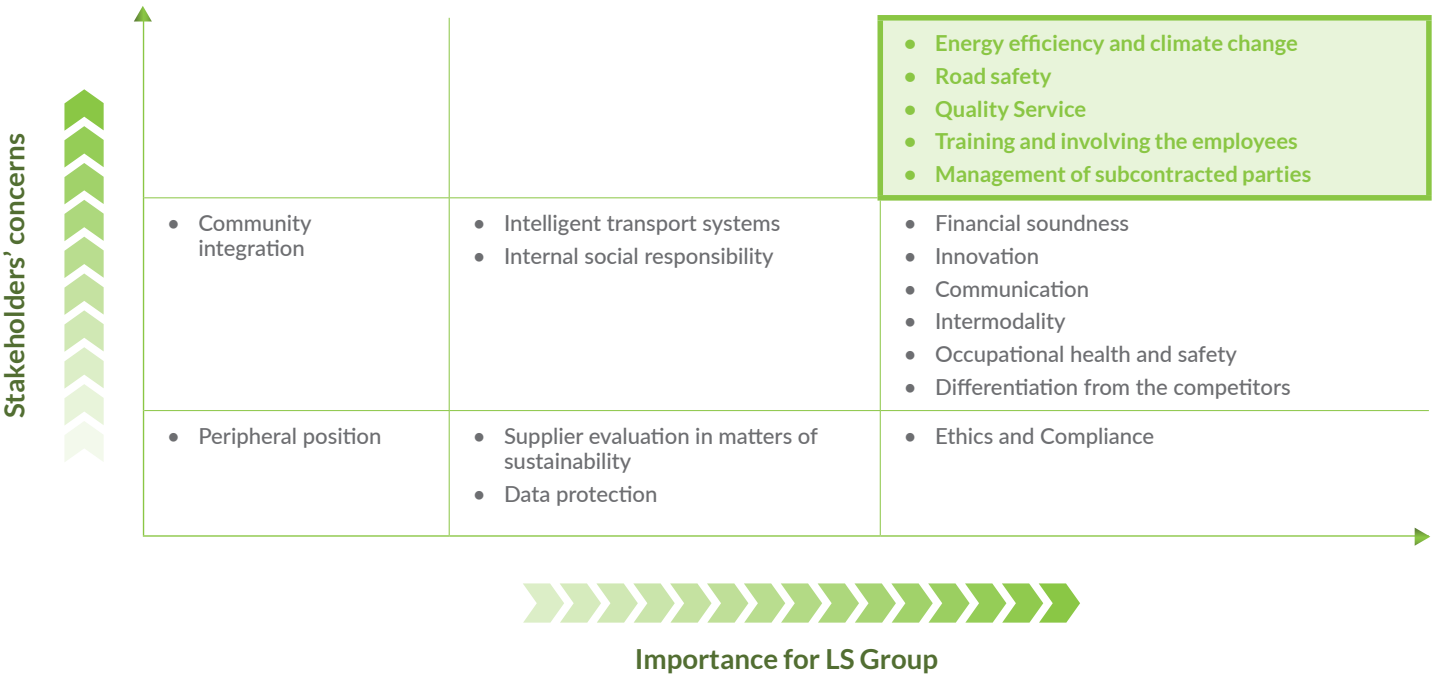 Stakeholders’ concerns
• Energy efficiency and climate change
• Road safety
• Quality Service
• Training and involving the employees
• Management of subcontracted parties
• Community
integration
• Intelligent transport systems
• Internal social responsibility
• Financial soundness
• Innovation
• Communication
• Intermodality
• Occupational health and safety
• Differentiation from the competitors
• Peripheral position
• Supplier evaluation in matters of
sustainability
• Data protection
• Ethics and Compliance
Importance for LS Group